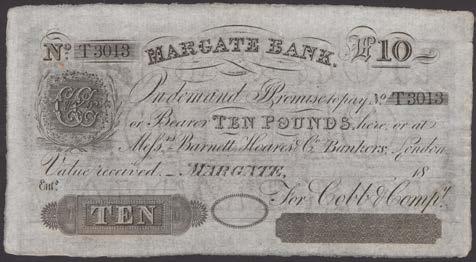 No. T3013 MARGATE BANK. £10
On demand I Promise to pay No. T3013
or Bearer TEN POUNDS, here, or at
Messrs. Barnett Hoares & Co. Bankers, London
Value received. MARGATE, 18
Entd. For Cobb & Compy.
TEN